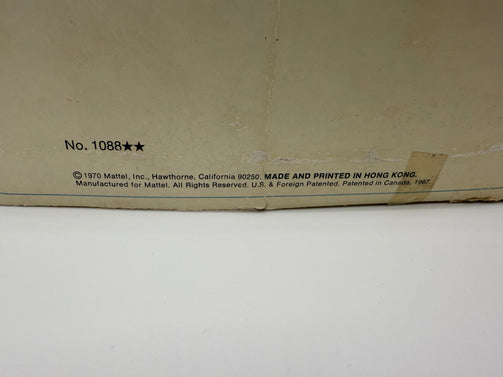 No. 1088★★
© 1970 Mattel, Inc., Hawthorne, California 90250. MADE AND PRINTED IN HONG KONG.
Manufactured for Mattel. All Rights Reserved. U.S. & Foreign Patented. Patented in Canada, 1967.